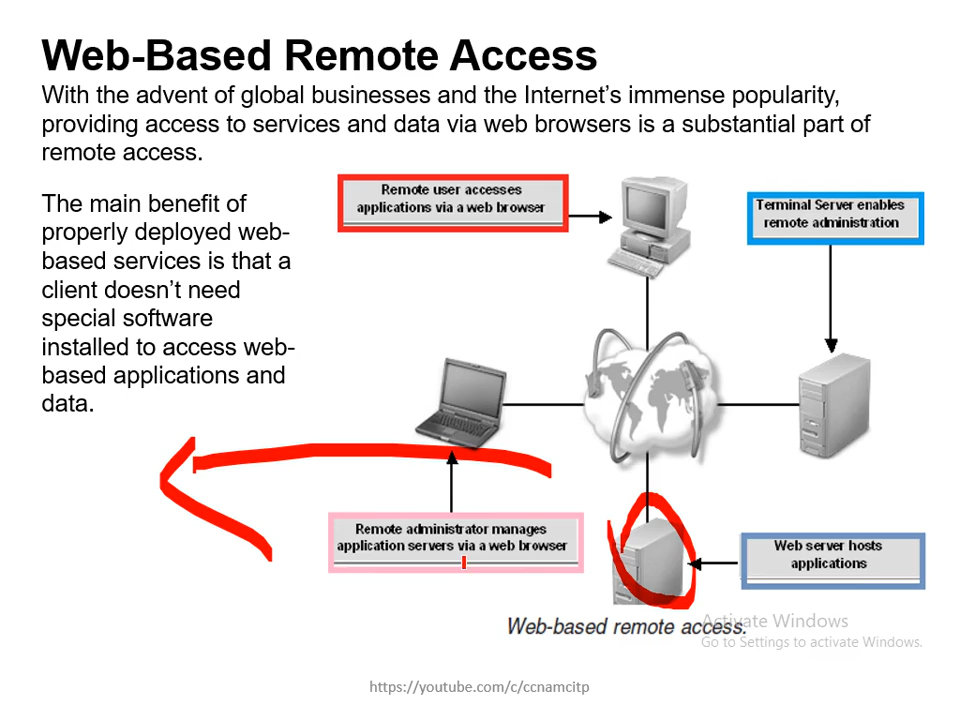 Web-Based Remote Access
With the advent of global businesses and the Internet's immense popularity,
providing access to services and data via web browsers is a substantial part of
remote access.
The main benefit of
properly deployed web-
based services is that a
client doesn't need
special software
installed to access web-
based applications and
data.
Remote user accesses
applications via a web browser
Terminal Server enables
remote administration
Remote administrator manages
application servers via a web browser
Web server hosts
applications
Web-based remote access.
Activate Windows
Go to Settings to activate Windows.
https://youtube.com/c/ccnamcitp